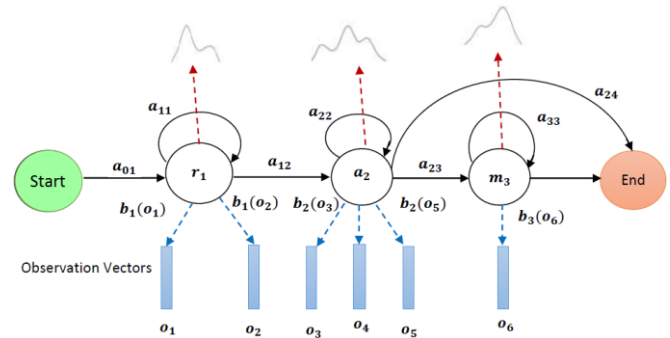 a₁₁
a₂₂
a₃₃
a₂₄
Start
a₀₁
r₁
a₁₂
a₂
a₂₃
m₃
End
b₁(o₁)
b₁(o₂)
b₂(o₃)
b₂(o₅)
b₃(o₆)
Observation Vectors
o₁
o₂
o₃
o₄
o₅
o₆